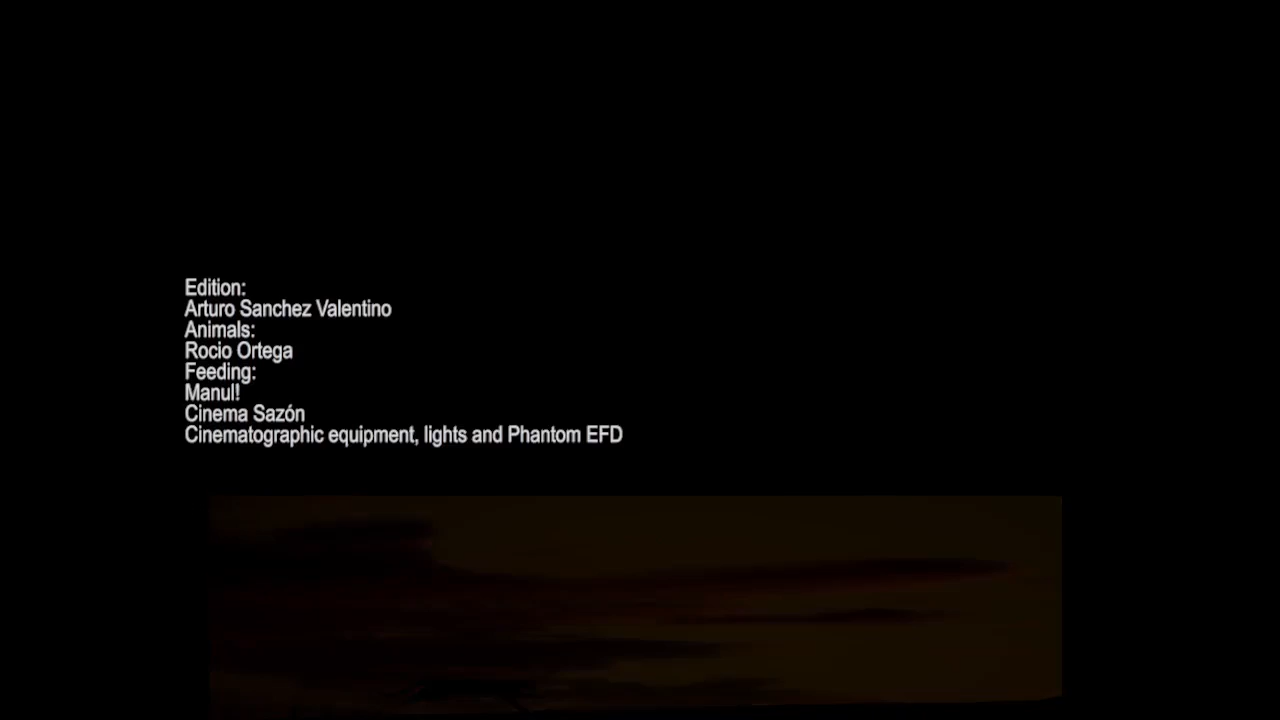 Edition:
Arturo Sanchez Valentino
Animals:
Rocio Ortega
Feeding:
Manul!
Cinema Sazón
Cinematographic equipment, lights and Phantom EFD